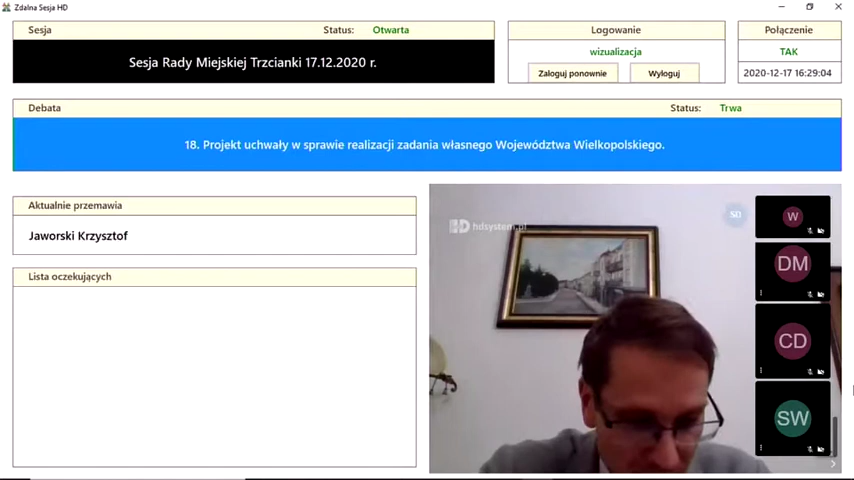 Zdalna Sesja HD
Sesja
Status: Otwarta
Sesja Rady Miejskiej Trzcianki 17.12.2020 r.
Logowanie
wizualizacja
Zaloguj ponownie
Wyloguj
Połączenie
TAK
2020-12-17 16:29:04
Debata
Status: Trwa
18. Projekt uchwały w sprawie realizacji zadania własnego Województwa Wielkopolskiego.
Aktualnie przemawia
Jaworski Krzysztof
Lista oczekujących
HD hdsystem.pl
SD
W
DM
CD
SW